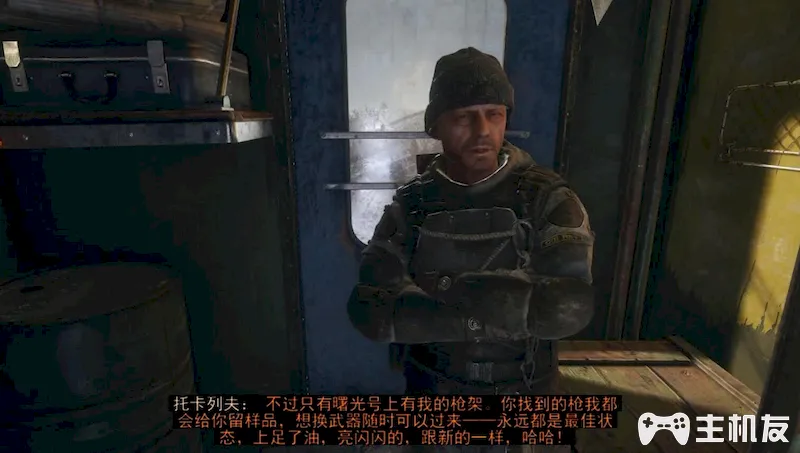 托卡列夫： 不过只有曙光号上有我的枪架。你找到的枪我都
会给你留样品，想换武器随时可以过来——永远都是最佳状
态，上足了油，亮闪闪的，跟新的一样，哈哈！
主机友